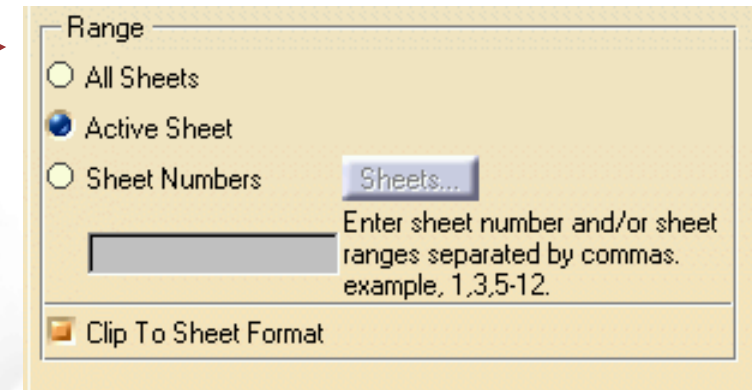 Range
All Sheets
Active Sheet
Sheet Numbers
Sheets...
Enter sheet number and/or sheet
ranges separated by commas.
example, 1,3,5-12.
Clip To Sheet Format